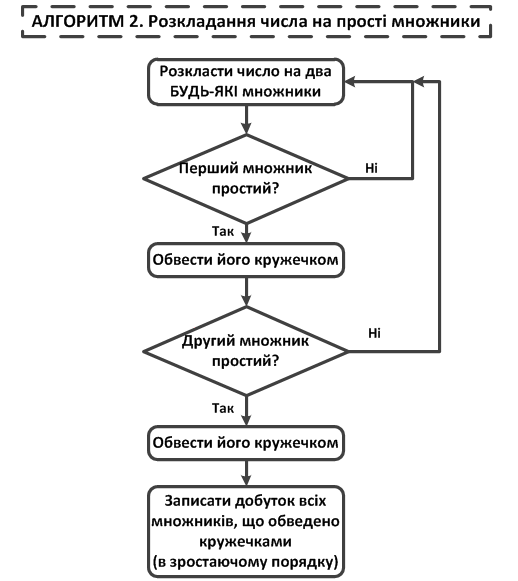 АЛГОРИТМ 2. Розкладання числа на прості множники
Розкласти число на два
БУДЬ-ЯКІ множники
Перший множник
простий?
Ні
Так
Обвести його кружечком
Другий множник
простий?
Ні
Так
Обвести його кружечком
Записати добуток всіх
множників, що обведено
кружечками
(в зростаючому порядку)